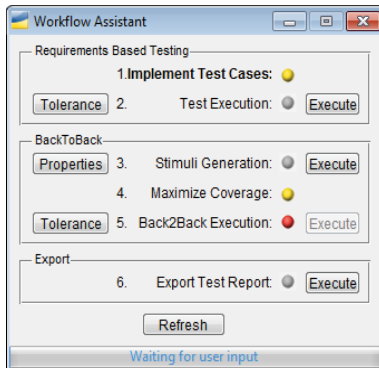 Workflow Assistant
Requirements Based Testing
1.Implement Test Cases:
Tolerance 2. Test Execution: Execute
BackToBack
Properties 3. Stimuli Generation: Execute
4. Maximize Coverage:
Tolerance 5. Back2Back Execution: Execute
Export
6. Export Test Report: Execute
Refresh
Waiting for user input